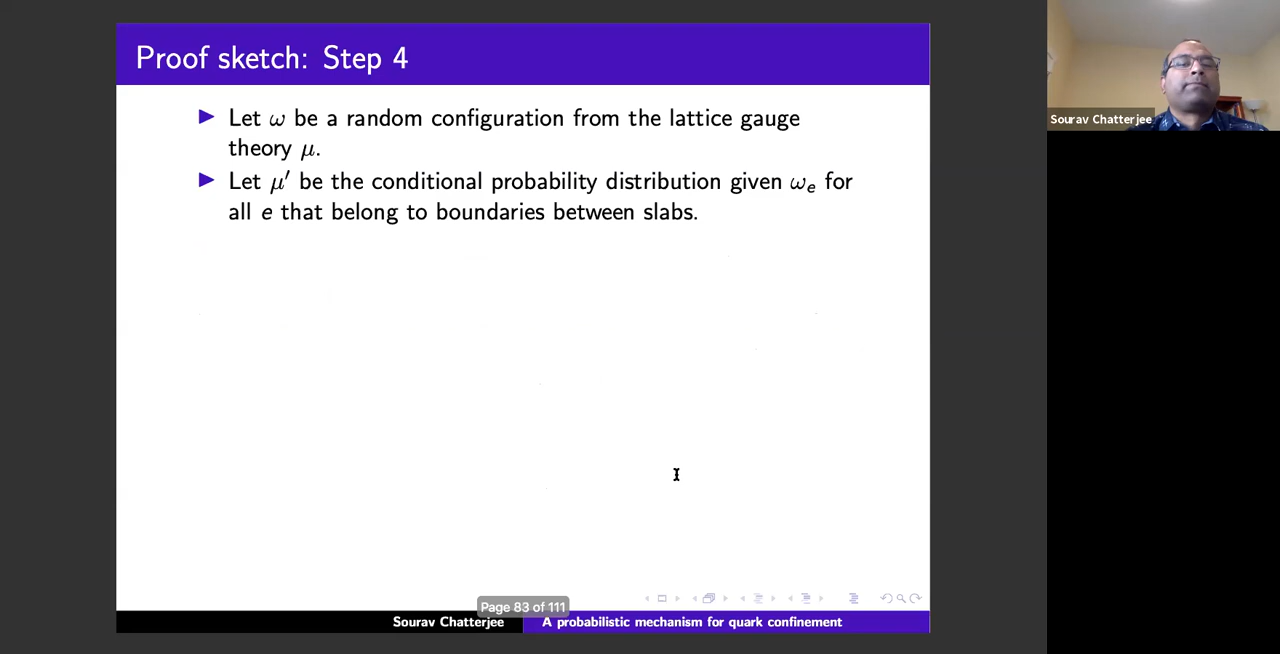 Proof sketch: Step 4
Let ω be a random configuration from the lattice gauge
theory μ.
Let μ′ be the conditional probability distribution given ωₑ for
all e that belong to boundaries between slabs.
Sourav Chatterjee
Page 83 of 111
Sourav Chatterjee
A probabilistic mechanism for quark confinement